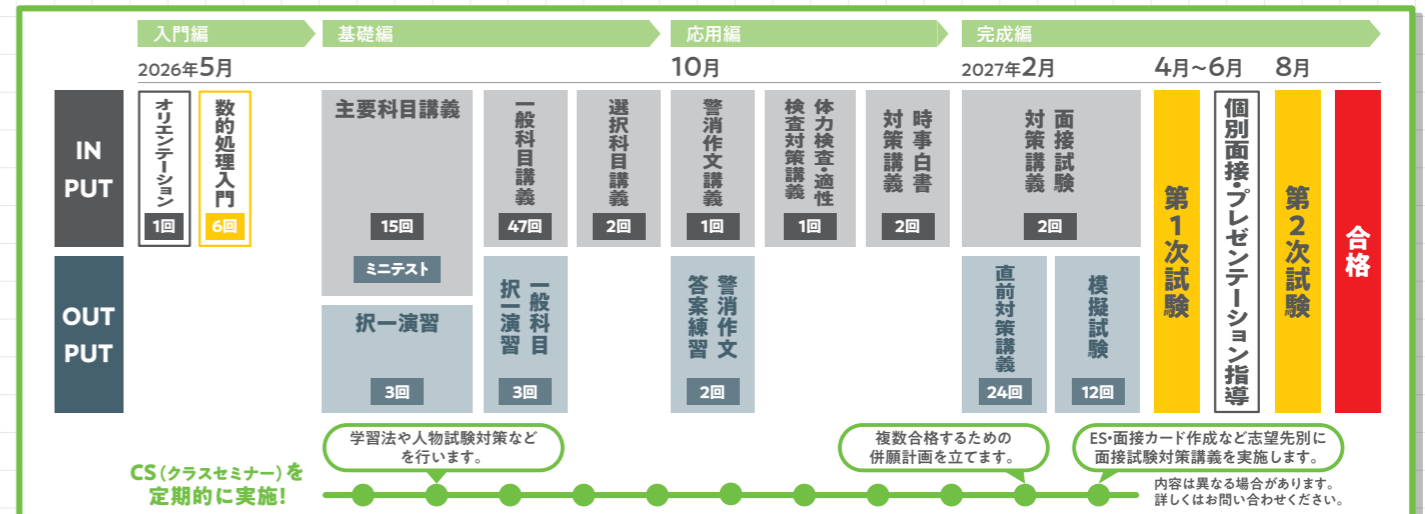 入門編
基礎編
応用編
完成編
2026年5月
10月
2027年2月
4月～6月
8月
IN
PUT
オリエンテーション
1回
数的処理入門
6回
主要科目講義
15回
ミニテスト
一般科目講義
47回
選択科目講義
2回
警消作文講義
1回
体力検査・適性
検査対策講義
1回
時事白書
対策講義
2回
面接試験
対策講義
2回
OUT
PUT
択一演習
3回
一般科目
択一演習
3回
警消作文
答案練習
2回
直前対策講義
24回
模擬試験
12回
第1次試験
個別面接・プレゼンテーション指導
第2次試験
合格
CS（クラスセミナー）を
定期的に実施！
学習法や人物試験対策など
を行います。
複数合格するための
併願計画を立てます。
ES・面接カード作成など志望先別に
面接試験対策講義を実施します。
内容は異なる場合があります。
詳しくはお問い合わせください。